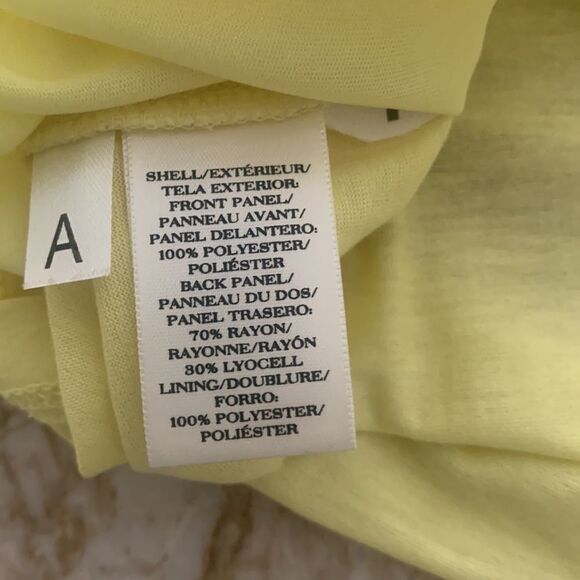 A
SHELL/EXTÉRIEUR/
TELA EXTERIOR:
FRONT PANEL/
PANNEAU AVANT/
PANEL DELANTERO:
100% POLYESTER/
POLIÉSTER
BACK PANEL/
PANNEAU DU DOS/
PANEL TRASERO:
70% RAYON/
RAYONNE/RAYÓN
30% LYOCELL
LINING/DOUBLURE/
FORRO:
100% POLYESTER/
POLIÉSTER